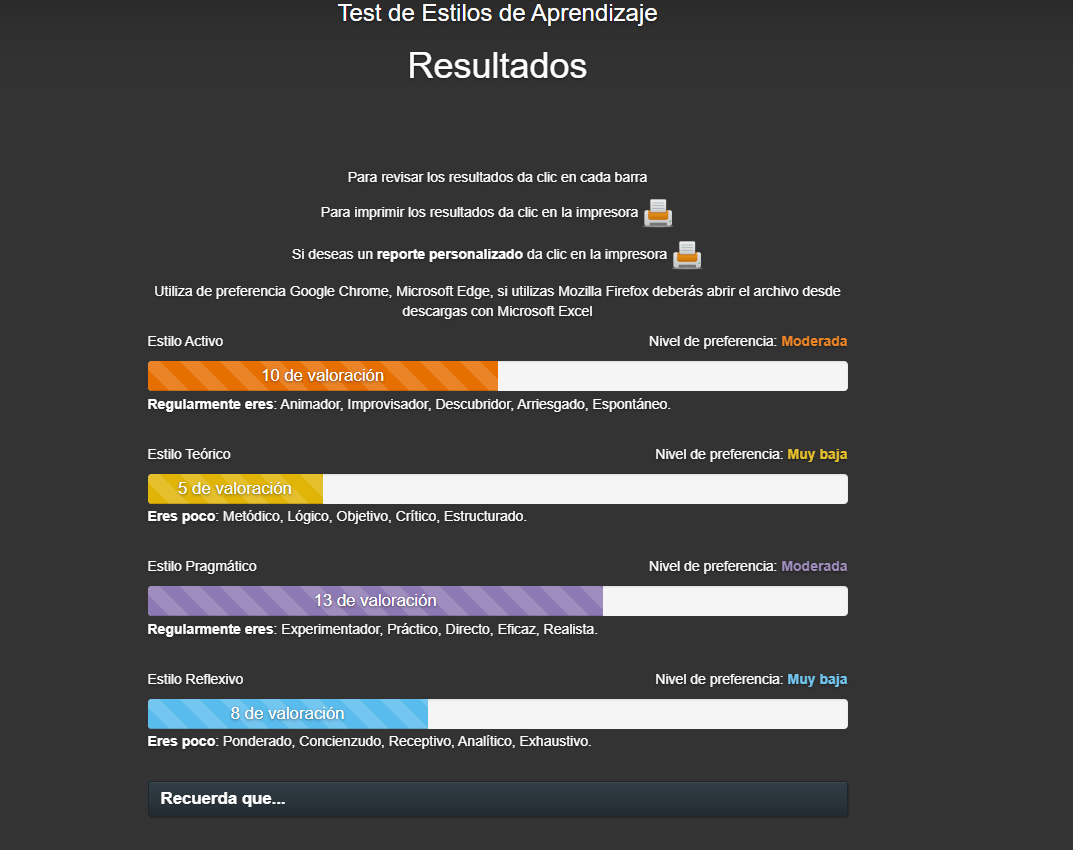 Test de Estilos de Aprendizaje
Resultados
Para revisar los resultados da clic en cada barra
Para imprimir los resultados da clic en la impresora
Si deseas un reporte personalizado da clic en la impresora
Utiliza de preferencia Google Chrome, Microsoft Edge, si utilizas Mozilla Firefox deberás abrir el archivo desde
descargas con Microsoft Excel
Estilo Activo Nivel de preferencia: Moderada
10 de valoración
Regularmente eres: Animador, Improvisador, Descubridor, Arriesgado, Espontáneo.
Estilo Teórico Nivel de preferencia: Muy baja
5 de valoración
Eres poco: Metódico, Lógico, Objetivo, Crítico, Estructurado.
Estilo Pragmático Nivel de preferencia: Moderada
13 de valoración
Regularmente eres: Experimentador, Práctico, Directo, Eficaz, Realista.
Estilo Reflexivo Nivel de preferencia: Muy baja
8 de valoración
Eres poco: Ponderado, Concienzudo, Receptivo, Analítico, Exhaustivo.
Recuerda que...